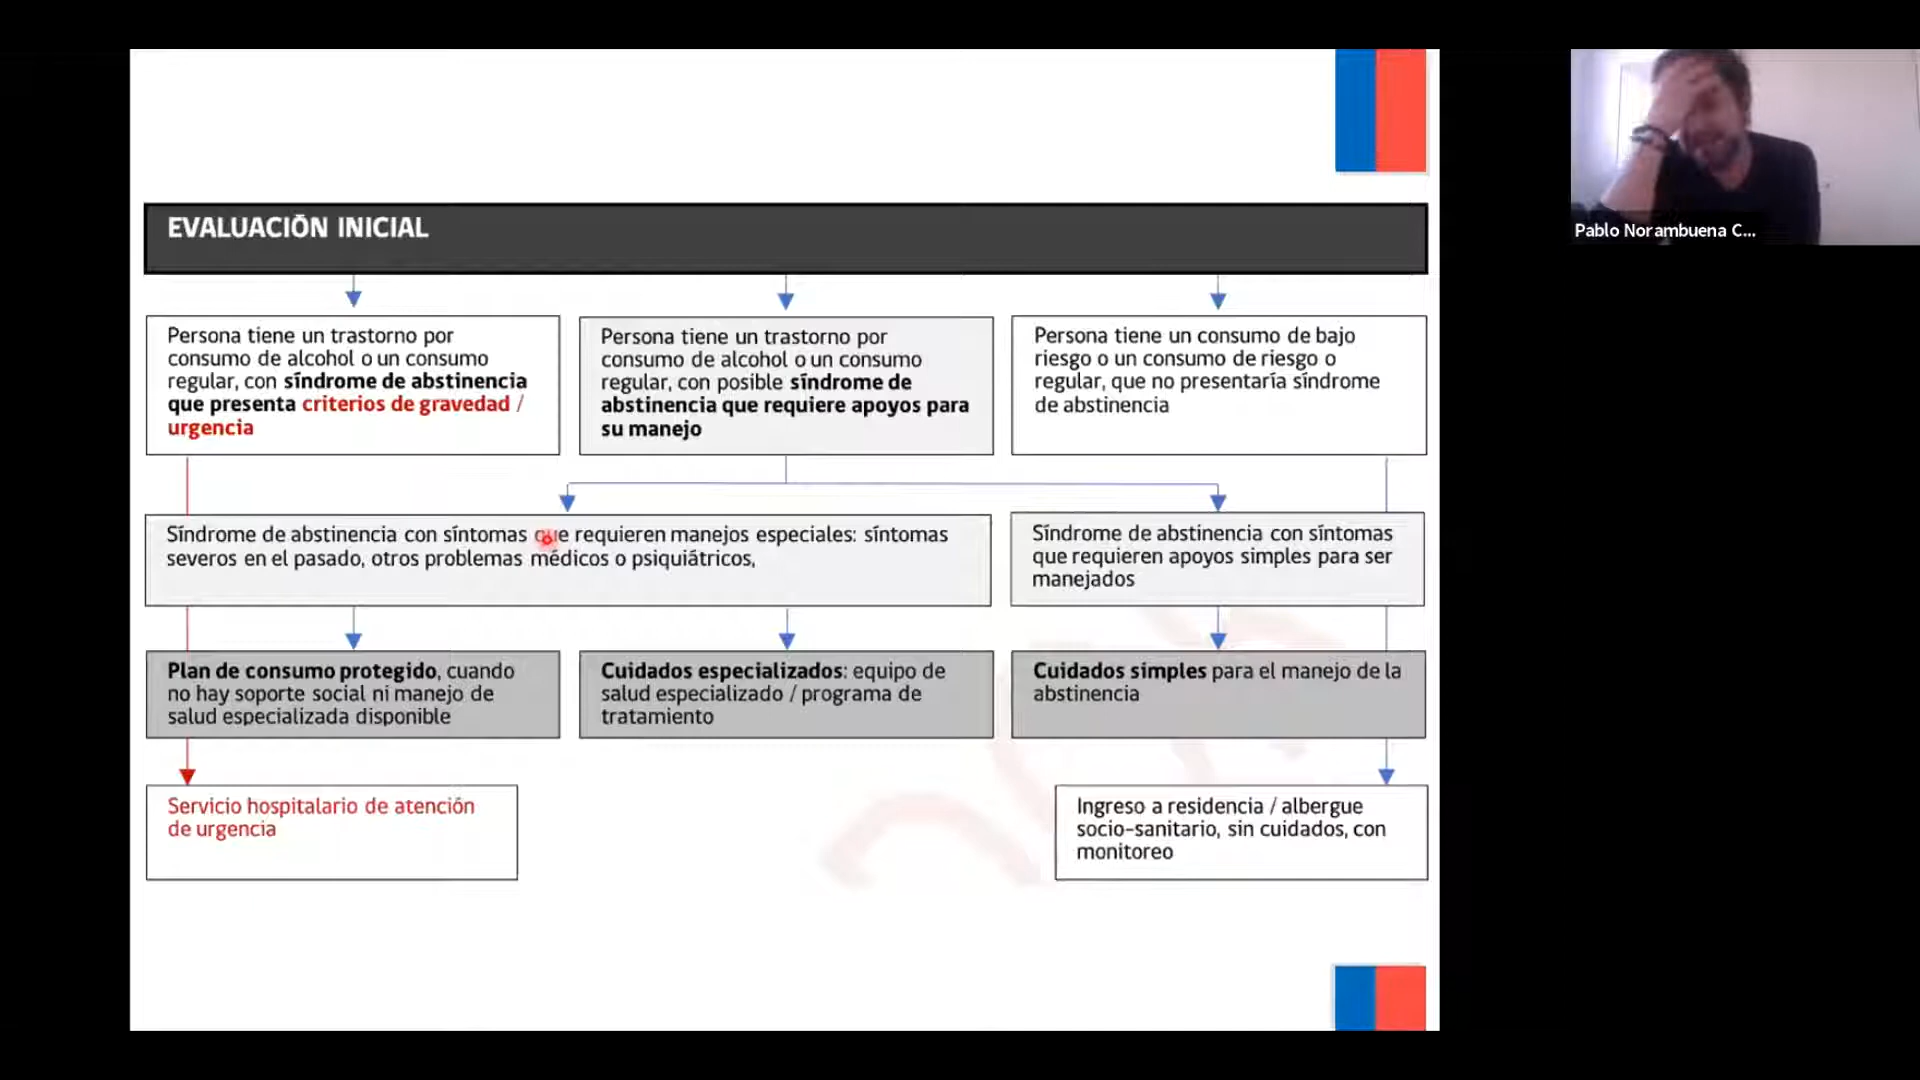 EVALUACIÓN INICIAL
Persona tiene un trastorno por
consumo de alcohol o un consumo
regular, con síndrome de abstinencia
que presenta criterios de gravedad /
urgencia
Persona tiene un trastorno por
consumo de alcohol o un consumo
regular, con posible síndrome de
abstinencia que requiere apoyos para
su manejo
Persona tiene un consumo de bajo
riesgo o un consumo de riesgo o
regular, que no presentaría síndrome
de abstinencia
Síndrome de abstinencia con síntomas que requieren manejos especiales: síntomas
severos en el pasado, otros problemas médicos o psiquiátricos,
Síndrome de abstinencia con síntomas
que requieren apoyos simples para ser
manejados
Plan de consumo protegido, cuando
no hay soporte social ni manejo de
salud especializada disponible
Cuidados especializados: equipo de
salud especializado / programa de
tratamiento
Cuidados simples para el manejo de la
abstinencia
Servicio hospitalario de atención
de urgencia
Ingreso a residencia / albergue
socio-sanitario, sin cuidados, con
monitoreo
Pablo Norambuena C...